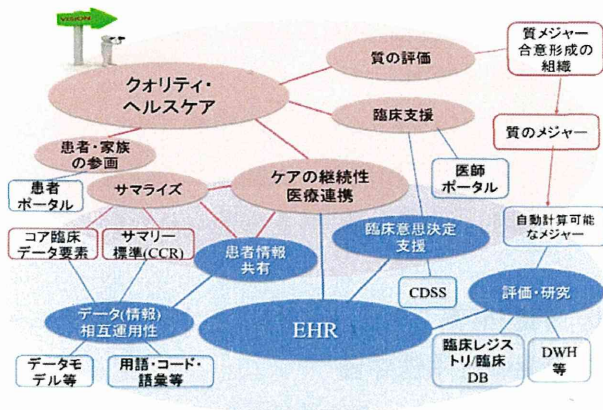 VISION
クオリティ・
ヘルスケア
質の評価
質メジャー
合意形成の
組織
臨床支援
質のメジャー
患者・家族
の参画
患者
ポータル
サマライズ
ケアの継続性
医療連携
医師
ポータル
コア臨床
データ要素
サマリー
標準(CCR)
患者情報
共有
臨床意思決定
支援
自動計算可能
なメジャー
CDSS
評価・研究
データ(情報)
相互運用性
EHR
データモ
デル等
用語・コード・
語彙等
臨床レジス
トリ/臨床
DB
DWH
等